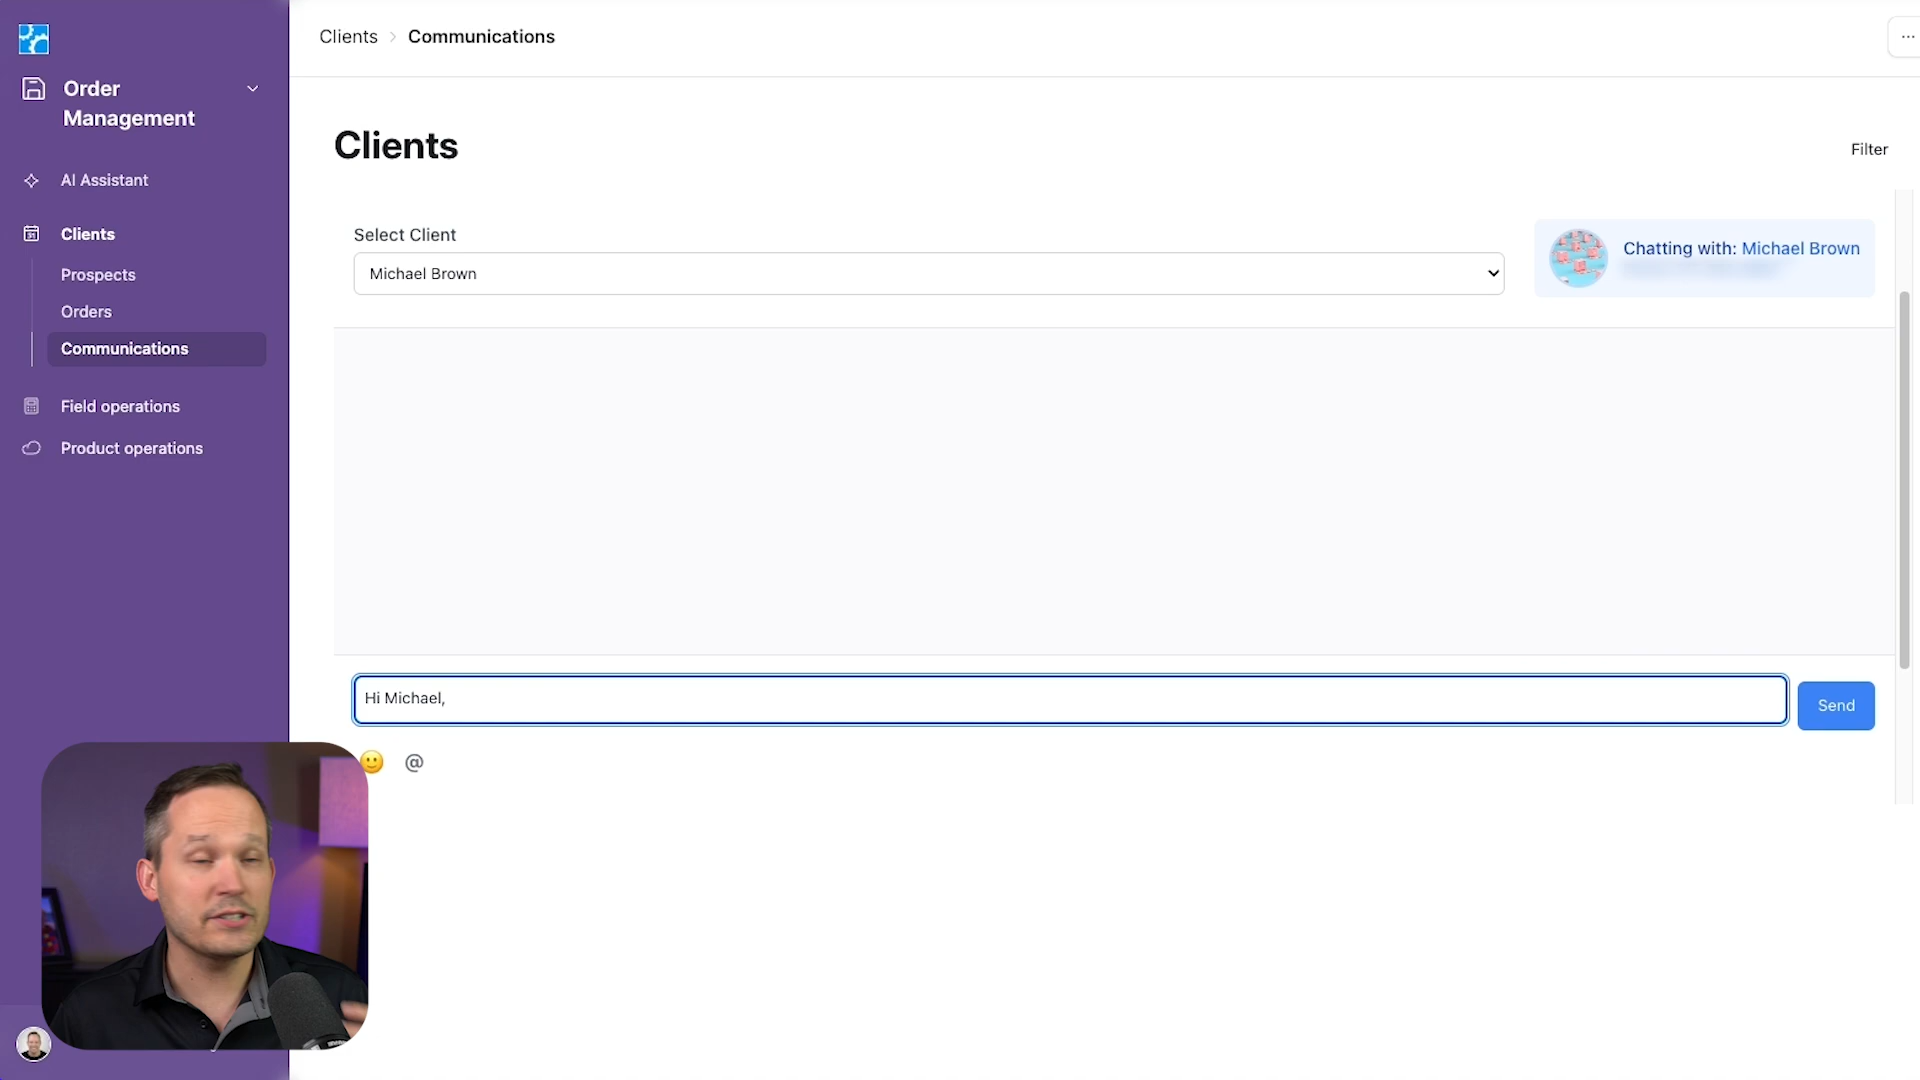 Order
Management
AI Assistant
Clients
Prospects
Orders
Communications
Field operations
Product operations
Clients > Communications
...
Clients
Filter
Select Client
Michael Brown
Chatting with: Michael Brown
Hi Michael,
Send
@